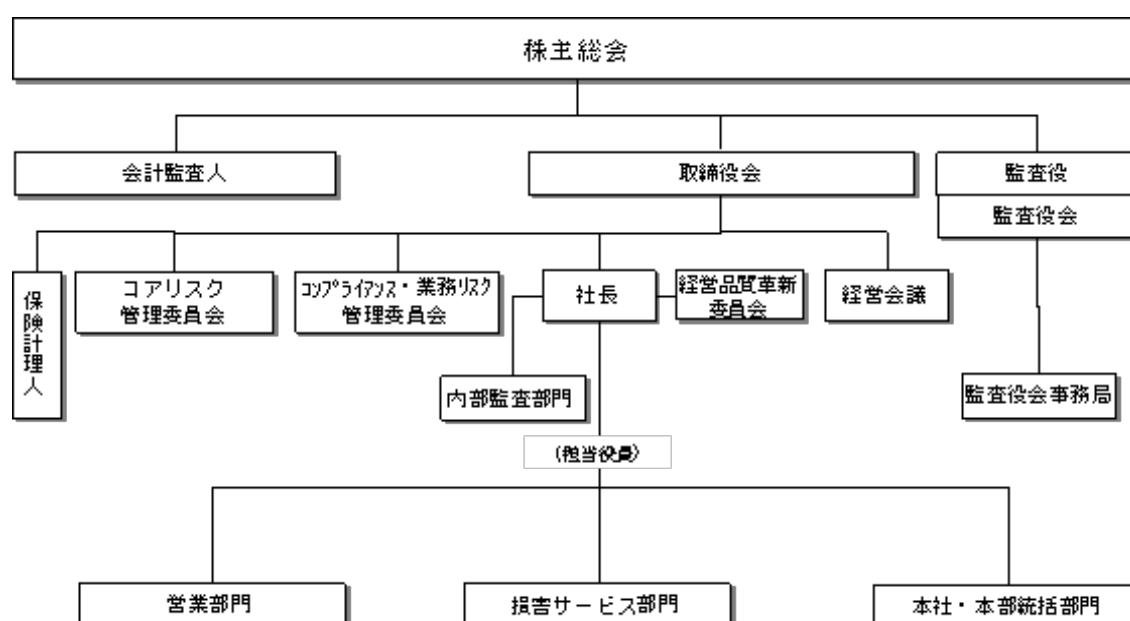 株主総会
会計監査人
取締役会
監査役
監査役会
保険計理人
コアリスク
管理委員会
コンプライアンス・業務リスク
管理委員会
社長
経営品質革新
委員会
経営会議
内部監査部門
監査役会事務局
(担当役員)
営業部門
損害サービス部門
本社・本部統括部門